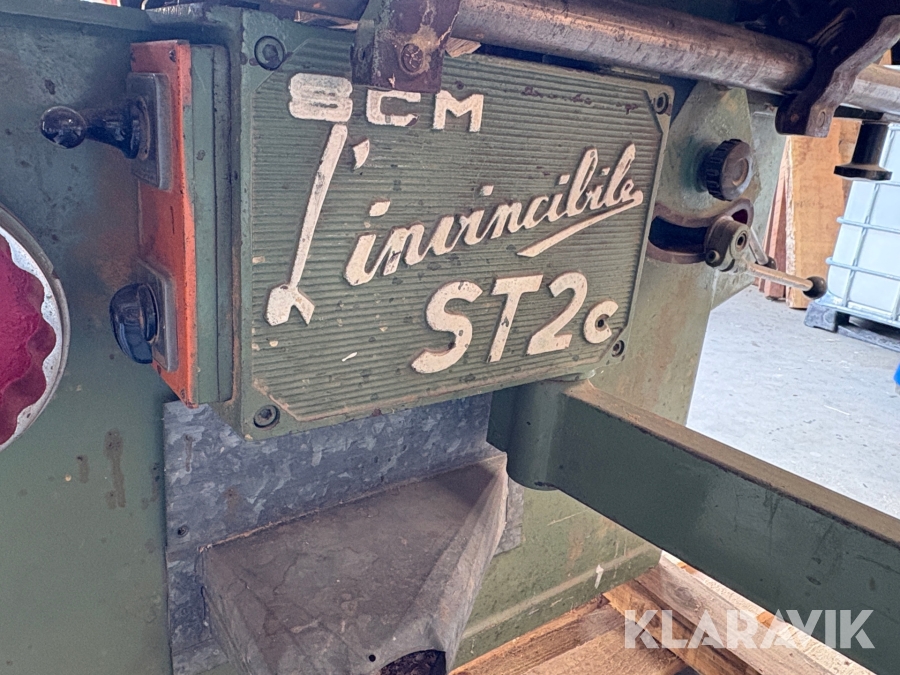 SCM
l'invincibile
ST2c
KLARAVIK